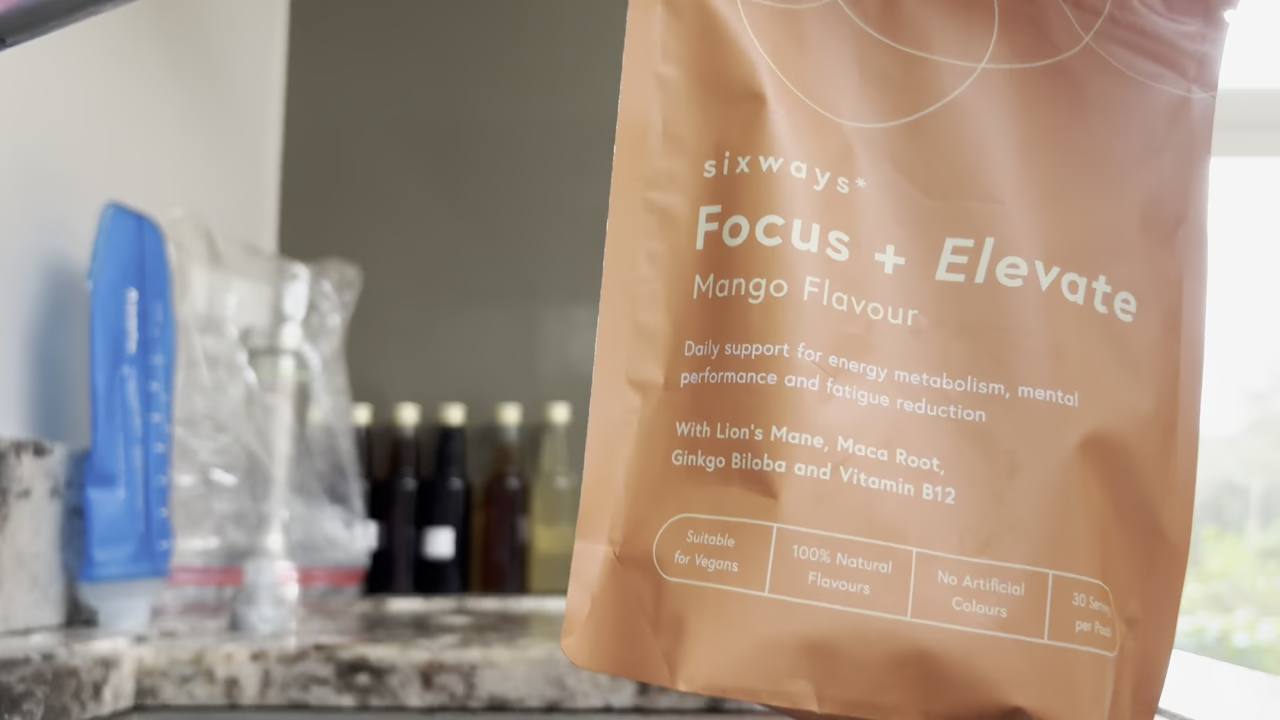 sixways*
Focus + Elevate
Mango Flavour
Daily support for energy metabolism, mental
performance and fatigue reduction
With Lion's Mane, Maca Root,
Ginkgo Biloba and Vitamin B12
Suitable
for Vegans
100% Natural
Flavours
No Artificial
Colours
30
per